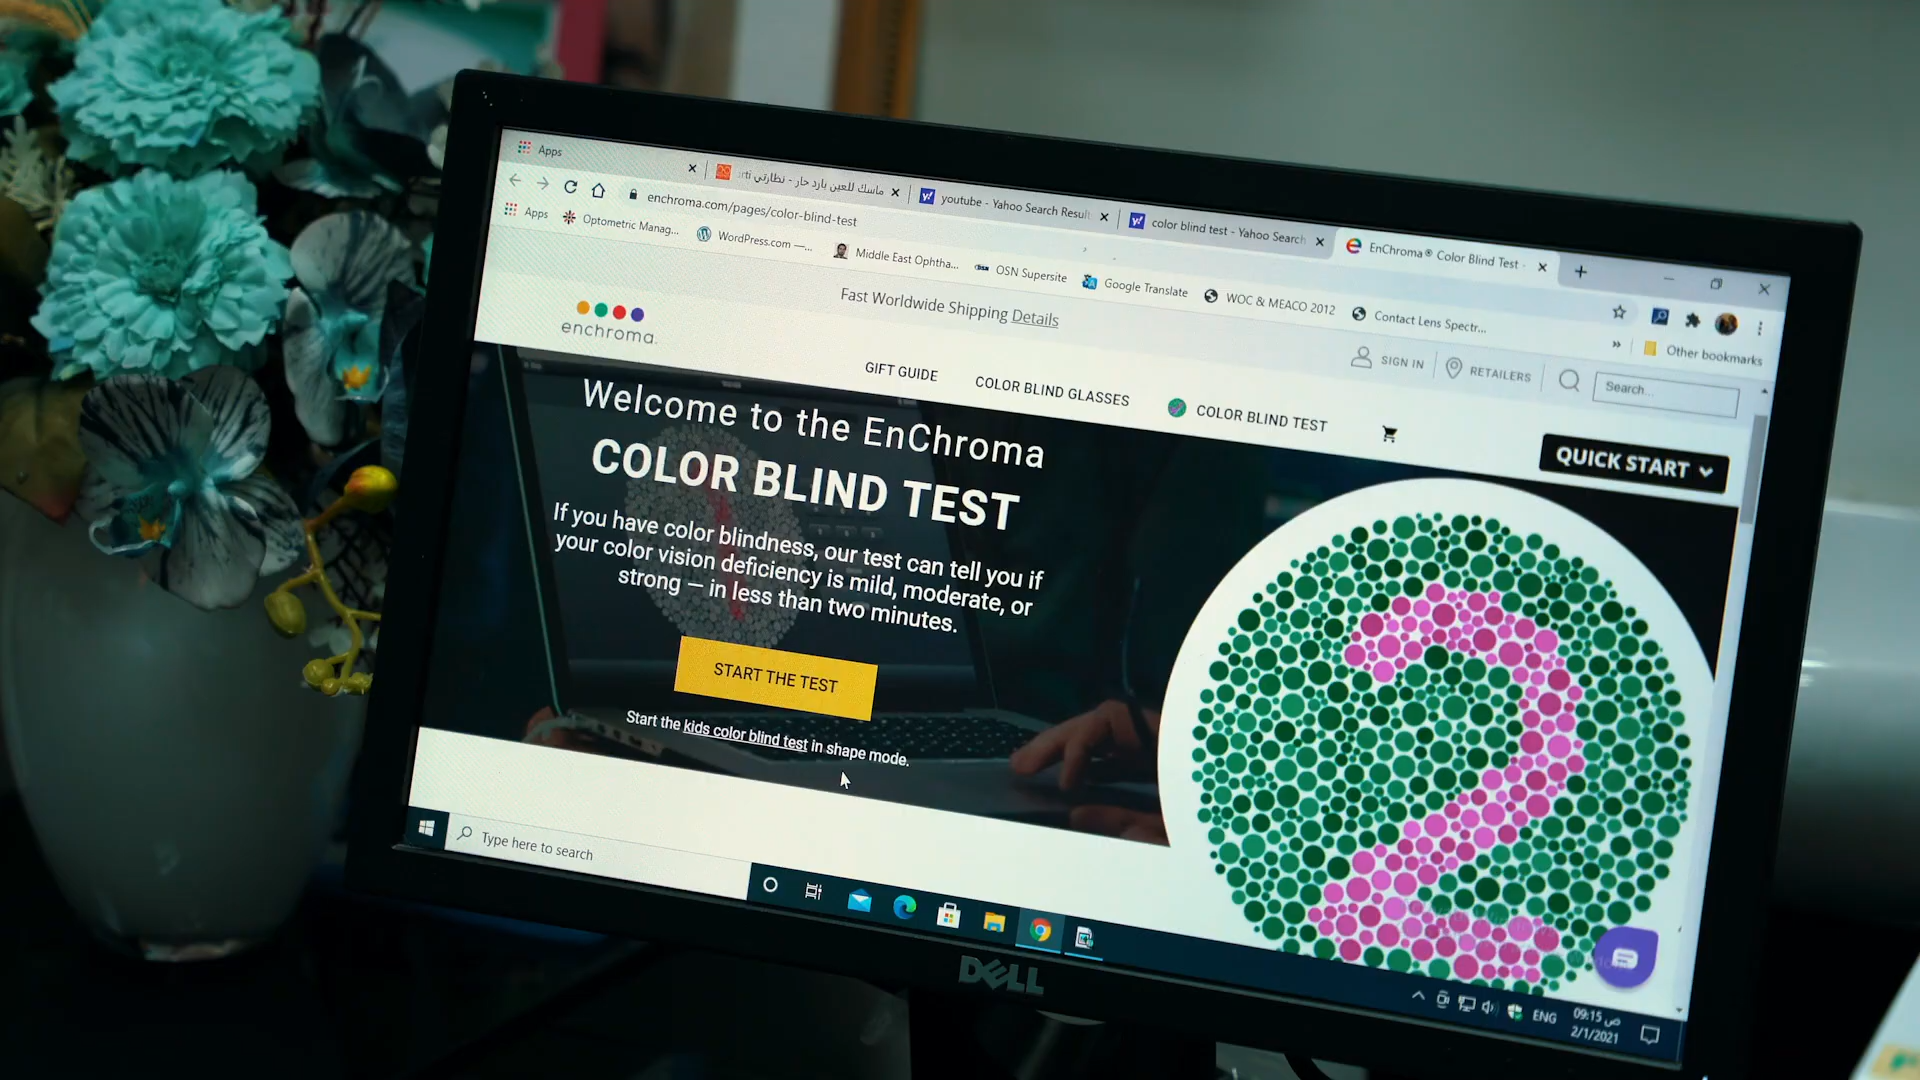 Apps
ماسك للعين بارد حار - نظارتي
youtube - Yahoo Search Result
color blind test - Yahoo Search
EnChroma® Color Blind Test
enchroma.com/pages/color-blind-test
Apps
Optometric Manag...
WordPress.com —...
Middle East Ophtha...
OSN Supersite
Google Translate
WOC & MEACO 2012
Contact Lens Spectr...
Other bookmarks
Fast Worldwide Shipping Details
enchroma.
SIGN IN
RETAILERS
Search...
GIFT GUIDE
COLOR BLIND GLASSES
COLOR BLIND TEST
QUICK START
Welcome to the EnChroma
COLOR BLIND TEST
If you have color blindness, our test can tell you if
your color vision deficiency is mild, moderate, or
strong — in less than two minutes.
START THE TEST
Start the kids color blind test in shape mode.
2
Type here to search
ENG
09:15 ص
2/1/2021
DELL